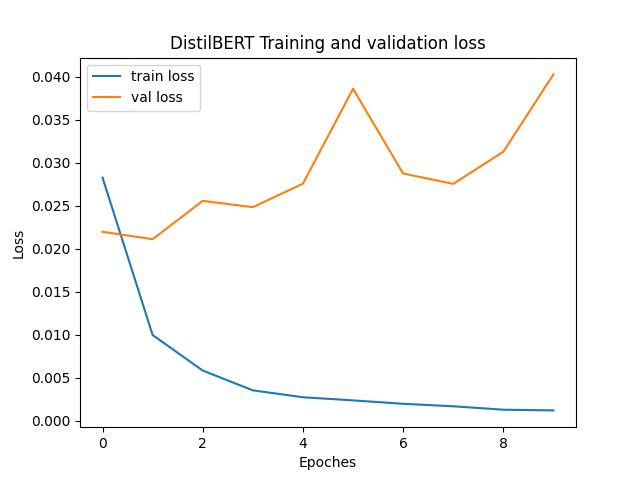 DistilBERT Training and validation loss
train loss
val loss
0.040
0.035
0.030
0.025
0.020
0.015
0.010
0.005
0.000
Loss
0 2 4 6 8
Epoches